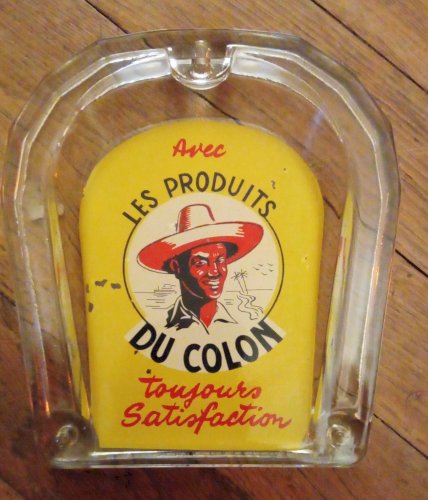 Avec
LES PRODUITS
DU COLON
toujours
Satisfaction